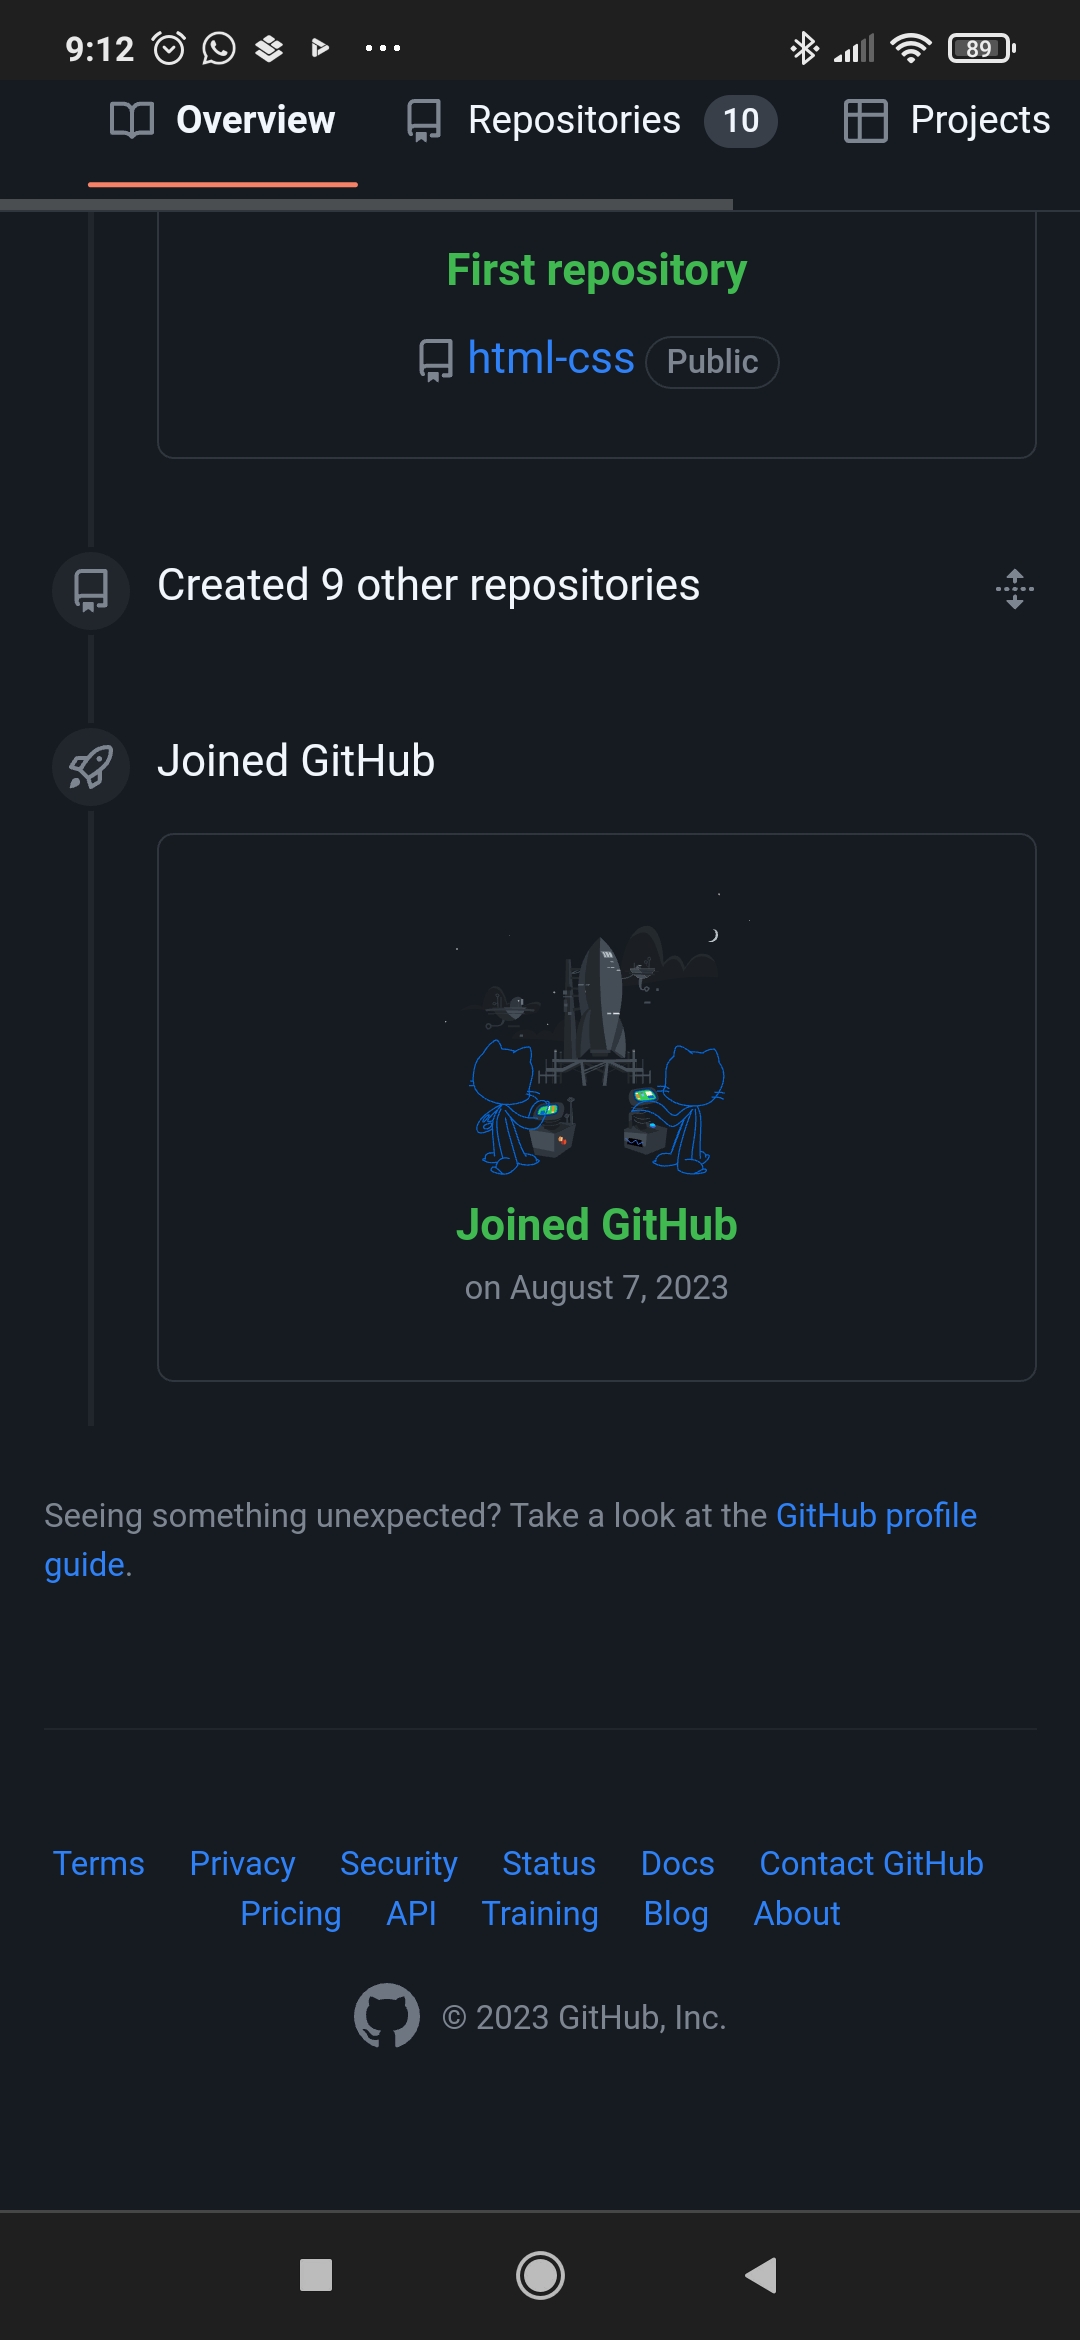 9:12
89
Overview
Repositories 10
Projects
First repository
html-css Public
Created 9 other repositories
Joined GitHub
Joined GitHub
on August 7, 2023
Seeing something unexpected? Take a look at the GitHub profile
guide.
Terms Privacy Security Status Docs Contact GitHub
Pricing API Training Blog About
© 2023 GitHub, Inc.